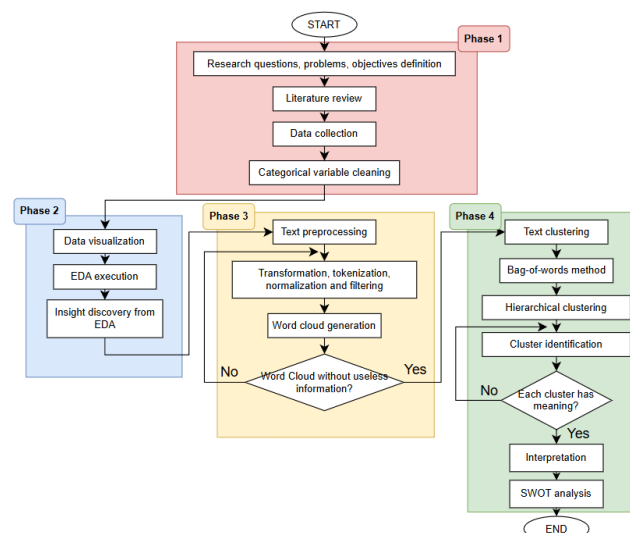 START
Phase 1
Research questions, problems, objectives definition
Literature review
Data collection
Categorical variable cleaning
Phase 2
Data visualization
EDA execution
Insight discovery from
EDA
Phase 3
Text preprocessing
Transformation, tokenization,
normalization and filtering
Word cloud generation
Word Cloud without useless
information?
No
Yes
Phase 4
Text clustering
Bag-of-words method
Hierarchical clustering
Cluster identification
Each cluster has
meaning?
No
Yes
Interpretation
SWOT analysis
END